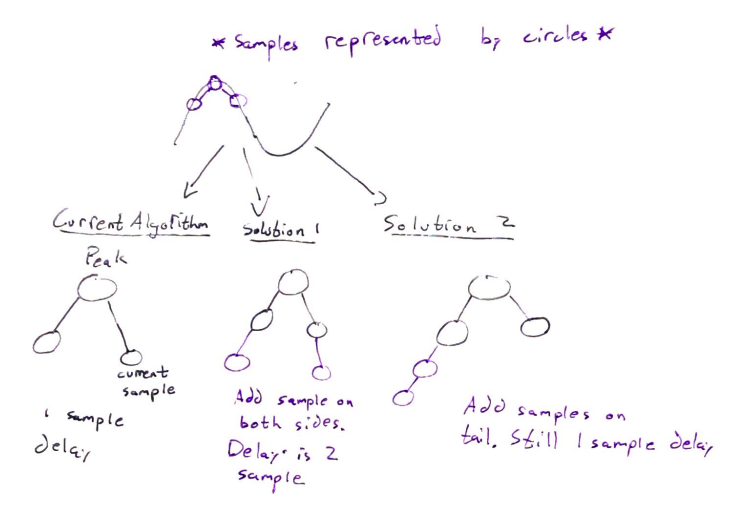 * Samples represented by circles *
Current Algorithm
Peak
current
sample
1 sample
delay
Solution 1
Add sample on
both sides.
Delay is 2
sample
Solution 2
Add samples on
tail. Still 1 sample delay